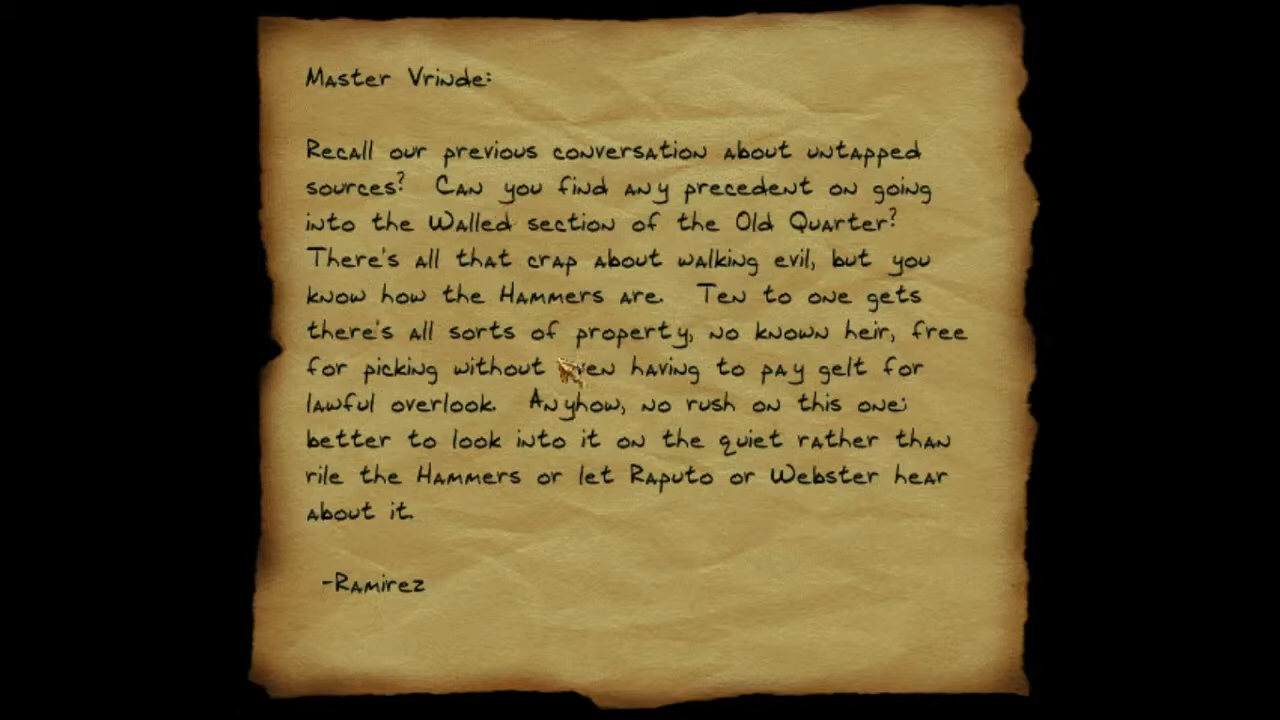 Master Vrinde:
Recall our previous conversation about untapped
sources? Can you find any precedent on going
into the Walled section of the Old Quarter?
There's all that crap about walking evil, but you
know how the Hammers are. Ten to one gets
there's all sorts of property, no known heir, free
for picking without even having to pay gelt for
lawful overlook. Anyhow, no rush on this one;
better to look into it on the quiet rather than
rile the Hammers or let Raputo or Webster hear
about it.
-Ramirez